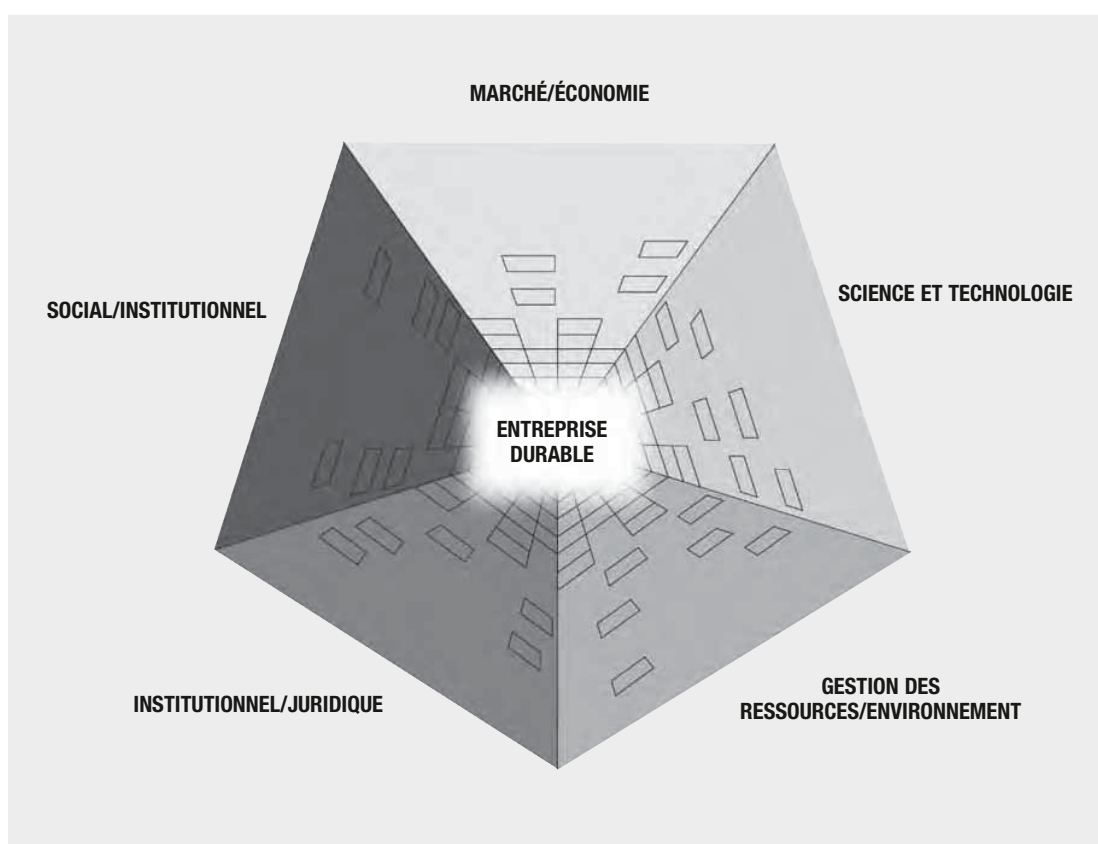 MARCHÉ/ÉCONOMIE
SOCIAL/INSTITUTIONNEL
SCIENCE ET TECHNOLOGIE
ENTREPRISE
DURABLE
INSTITUTIONNEL/JURIDIQUE
GESTION DES
RESSOURCES/ENVIRONNEMENT